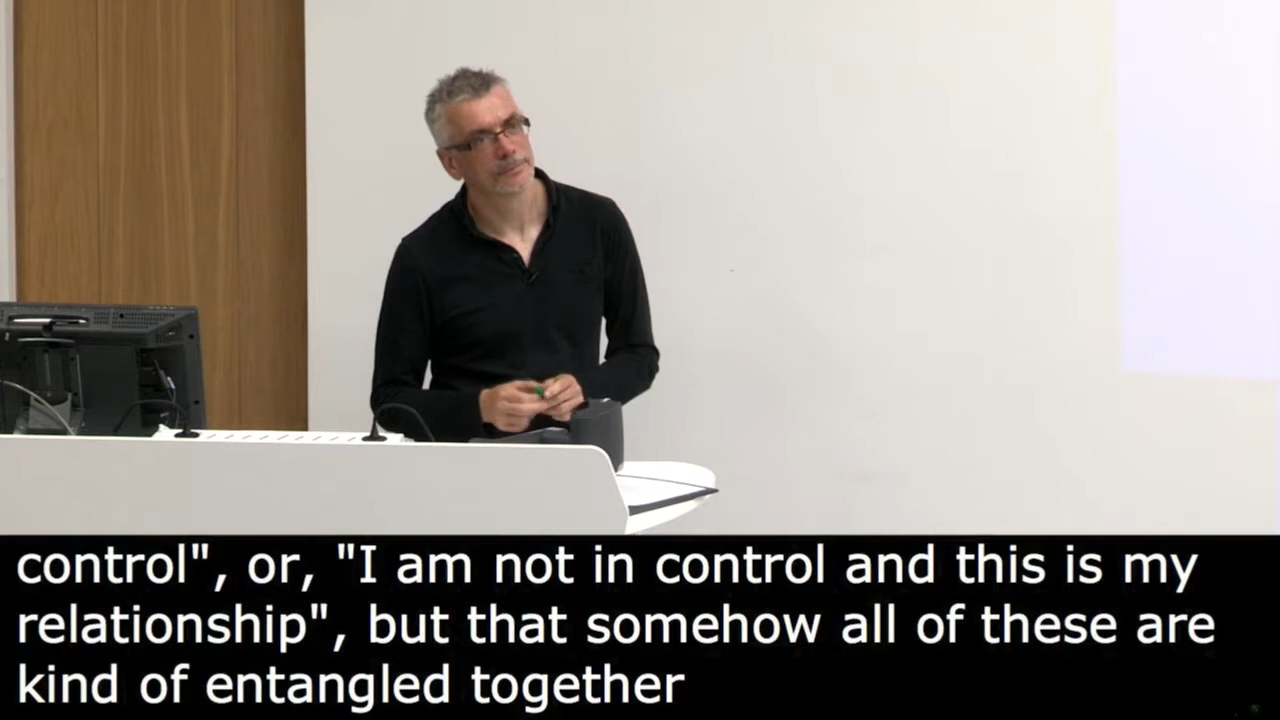 control", or, "I am not in control and this is my
relationship", but that somehow all of these are
kind of entangled together